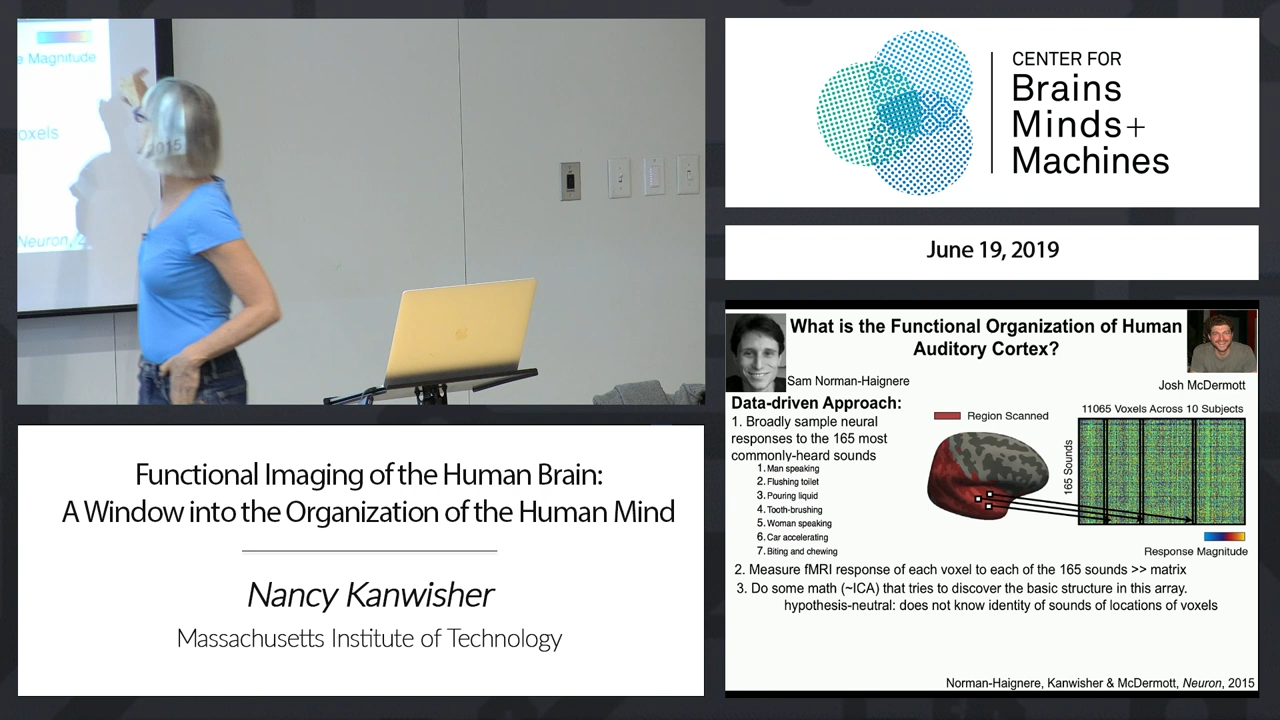 e Magnitude
oxels
2015
Neuron, 2
CENTER FOR
Brains
Minds+
Machines
June 19, 2019
Functional Imaging of the Human Brain:
A Window into the Organization of the Human Mind
Nancy Kanwisher
Massachusetts Institute of Technology
What is the Functional Organization of Human
Auditory Cortex?
Sam Norman-Haignere
Josh McDermott
Data-driven Approach:
1. Broadly sample neural
responses to the 165 most
commonly-heard sounds
1. Man speaking
2. Flushing toilet
3. Pouring liquid
4. Tooth-brushing
5. Woman speaking
6. Car accelerating
7. Biting and chewing
Region Scanned
11065 Voxels Across 10 Subjects
165 Sounds
Response Magnitude
2. Measure fMRI response of each voxel to each of the 165 sounds >> matrix
3. Do some math (~ICA) that tries to discover the basic structure in this array.
hypothesis-neutral: does not know identity of sounds of locations of voxels
Norman-Haignere, Kanwisher & McDermott, Neuron, 2015